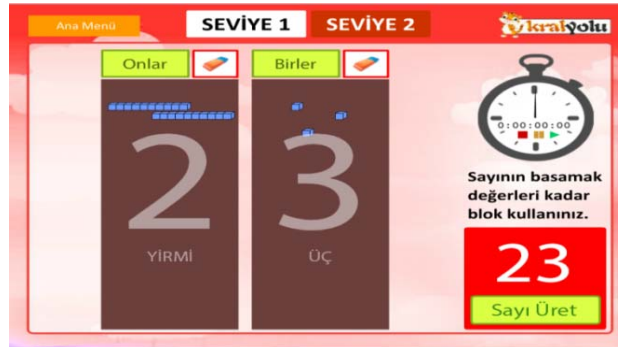 Ana Menü
SEVİYE 1
SEVİYE 2
kralyolu
Onlar
Birler
2
3
YİRMİ
ÜÇ
0:00:00:00
Sayının basamak
değerleri kadar
blok kullanınız.
23
Sayı Üret